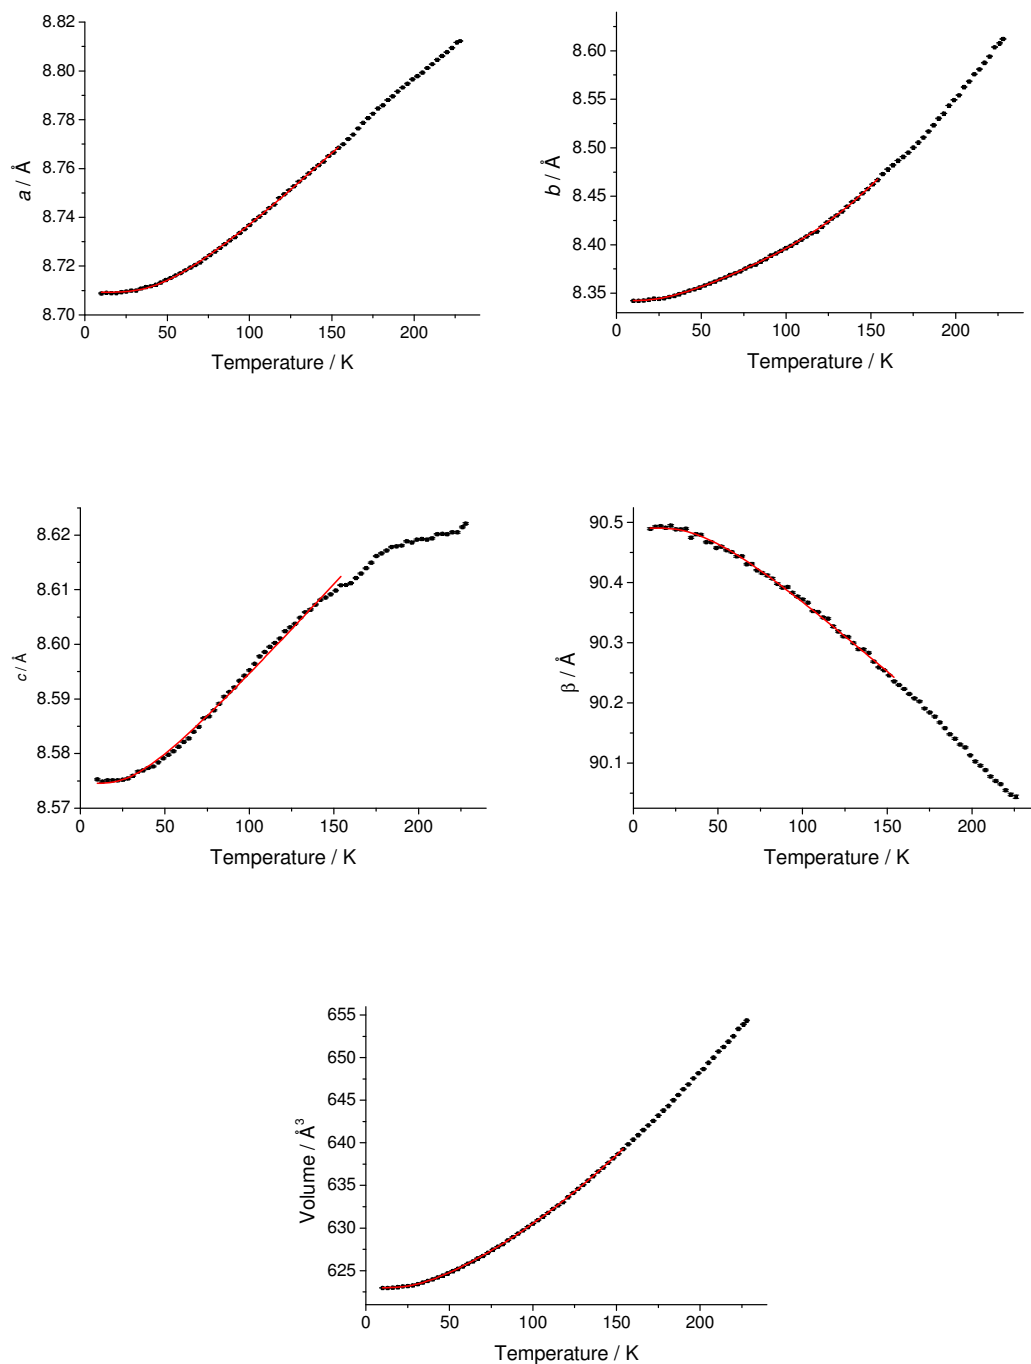 8.82
8.80
8.78
8.76
8.74
8.72
8.70
a / Å
0 50 100 150 200
Temperature / K
8.60
8.55
8.50
8.45
8.40
8.35
b / Å
0 50 100 150 200
Temperature / K
8.62
8.61
8.60
8.59
8.58
8.57
c / Å
0 50 100 150 200
Temperature / K
90.5
90.4
90.3
90.2
90.1
β / Å
0 50 100 150 200
Temperature / K
655
650
645
640
635
630
625
Volume / Å³
0 50 100 150 200
Temperature / K